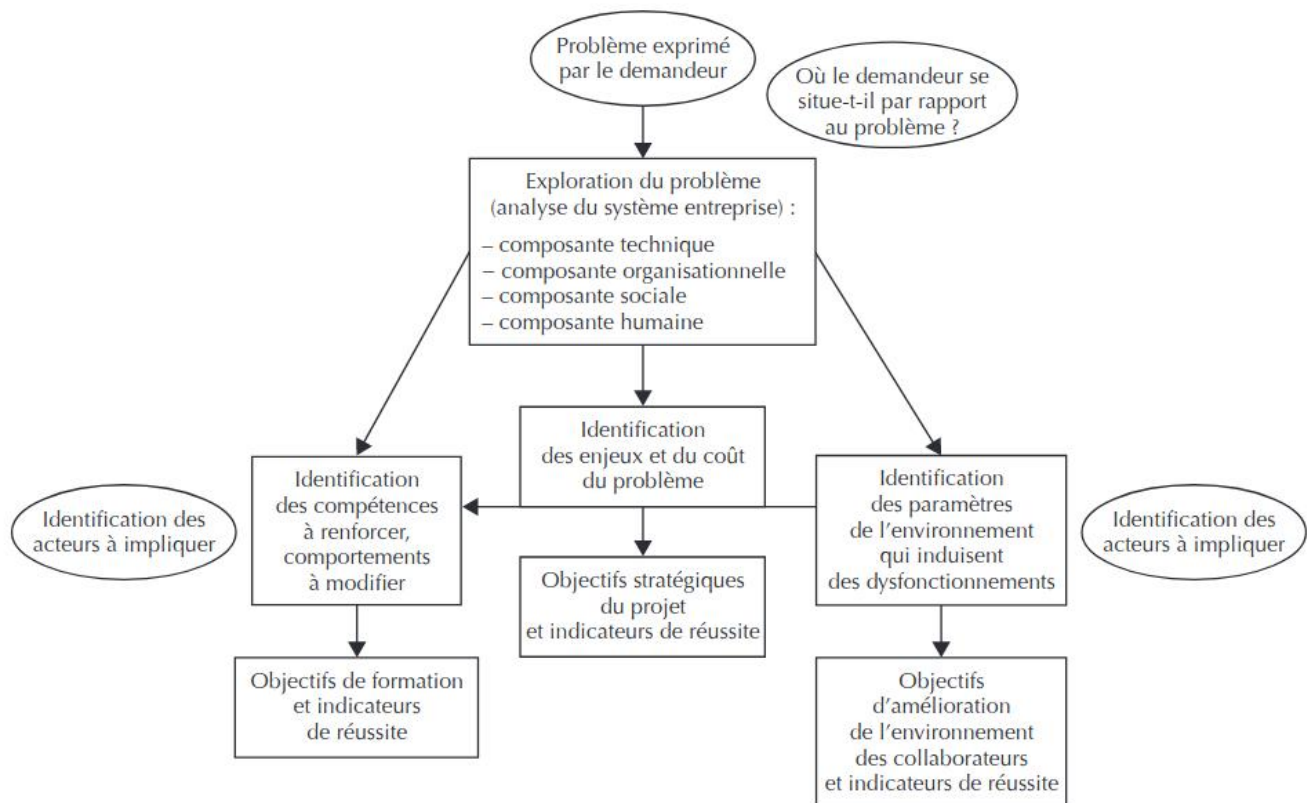 Problème exprimé
par le demandeur
Où le demandeur se
situe-t-il par rapport
au problème ?
Exploration du problème
(analyse du système entreprise) :
– composante technique
– composante organisationnelle
– composante sociale
– composante humaine
Identification
des enjeux et du coût
du problème
Identification des
acteurs à impliquer
Identification
des compétences
à renforcer,
comportements
à modifier
Identification
des paramètres
de l'environnement
qui induisent
des dysfonctionnements
Identification des
acteurs à impliquer
Objectifs stratégiques
du projet
et indicateurs de réussite
Objectifs de formation
et indicateurs
de réussite
Objectifs
d'amélioration
de l'environnement
des collaborateurs
et indicateurs de réussite